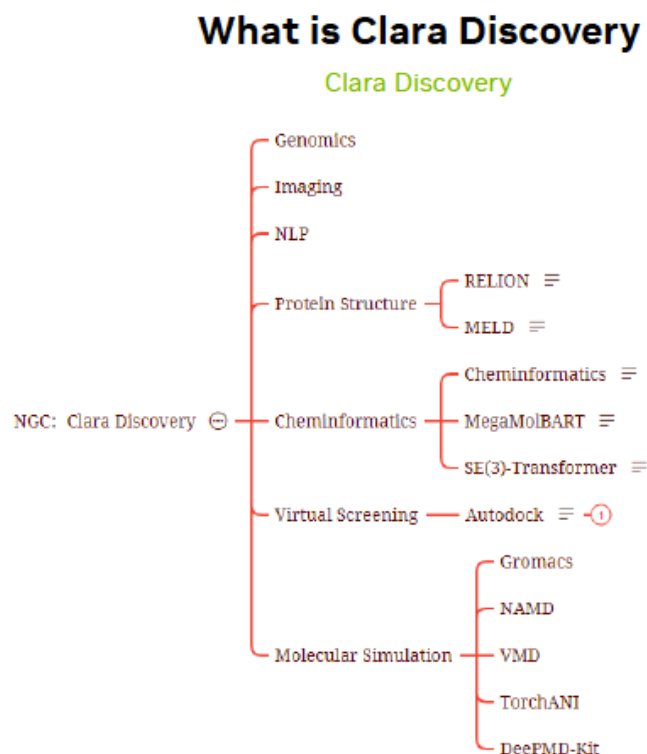 What is Clara Discovery
Clara Discovery
Genomics
Imaging
NLP
Protein Structure
RELION
MELD
NGC: Clara Discovery
Cheminformatics
Cheminformatics
MegaMolBART
SE(3)-Transformer
Virtual Screening
Autodock
1
Molecular Simulation
Gromacs
NAMD
VMD
TorchANI
DeePMD-Kit